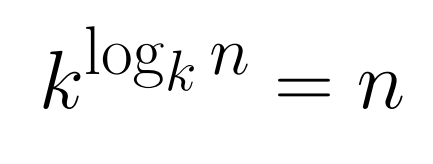 $k^{\log_k n} = n$